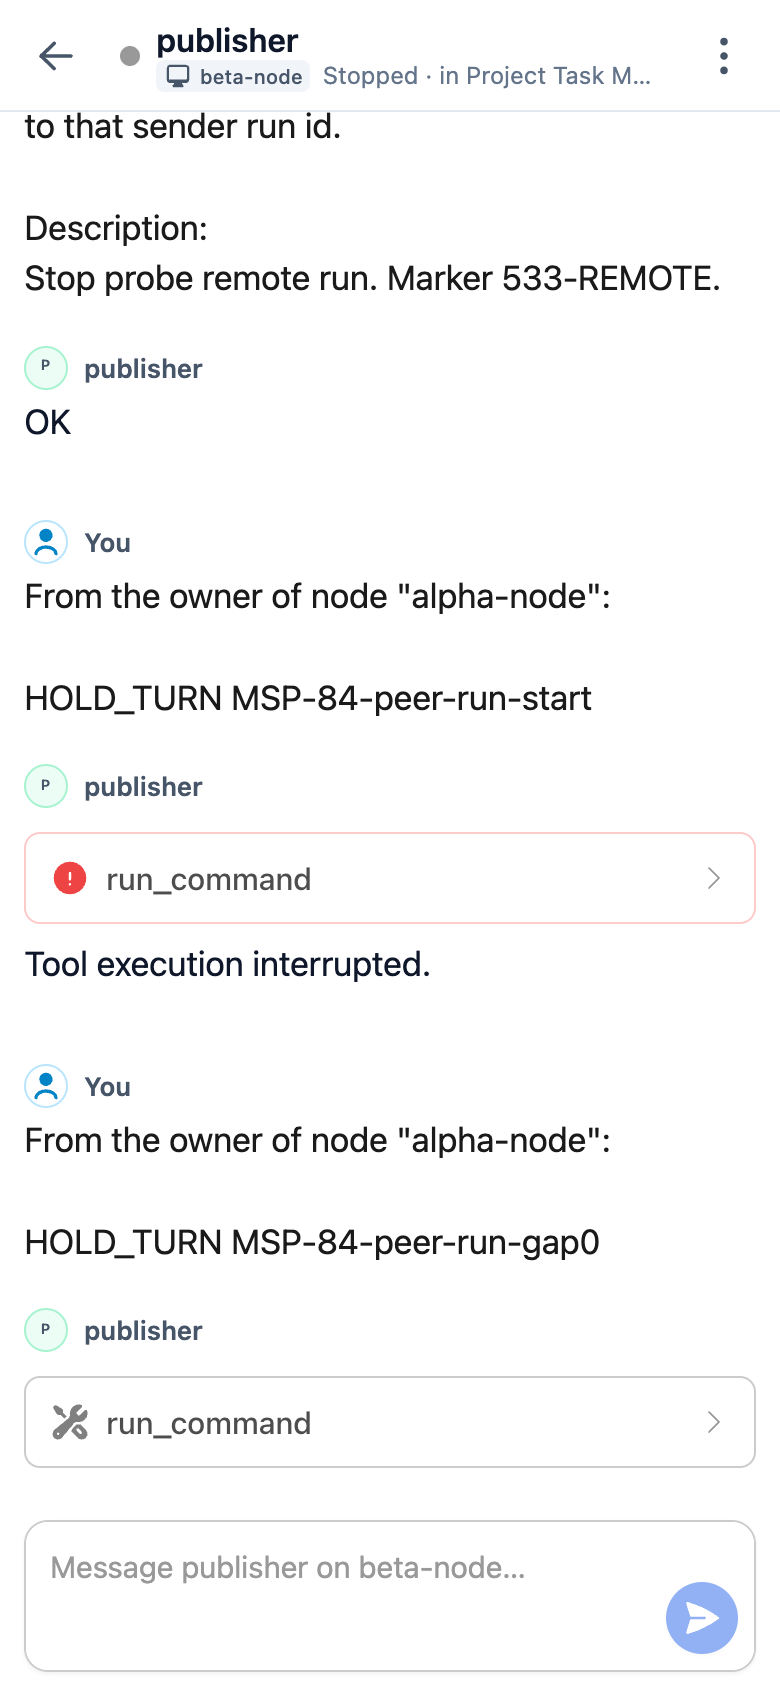 publisher
beta-node Stopped · in Project Task M...
to that sender run id.
Description:
Stop probe remote run. Marker 533-REMOTE.
P publisher
OK
You
From the owner of node "alpha-node":
HOLD_TURN MSP-84-peer-run-start
P publisher
run_command
Tool execution interrupted.
You
From the owner of node "alpha-node":
HOLD_TURN MSP-84-peer-run-gap0
P publisher
run_command
Message publisher on beta-node...